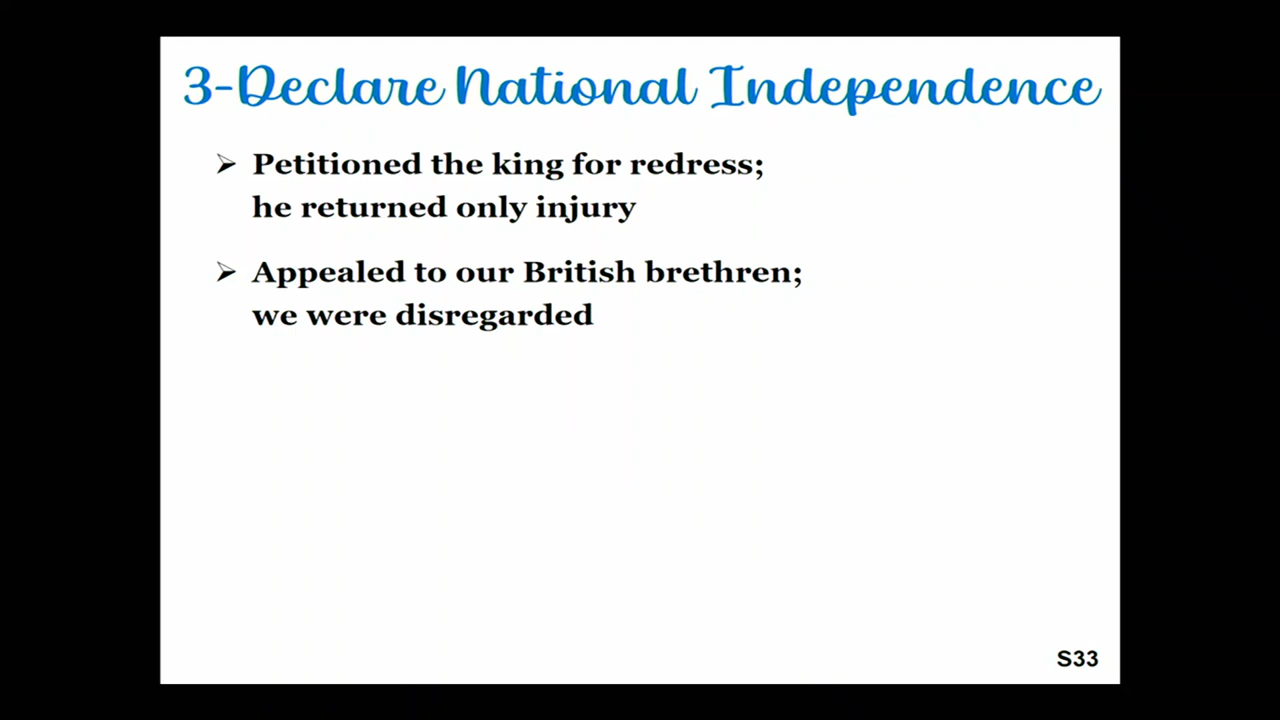 3-Declare National Independence
➢ Petitioned the king for redress;
he returned only injury
➢ Appealed to our British brethren;
we were disregarded
S33